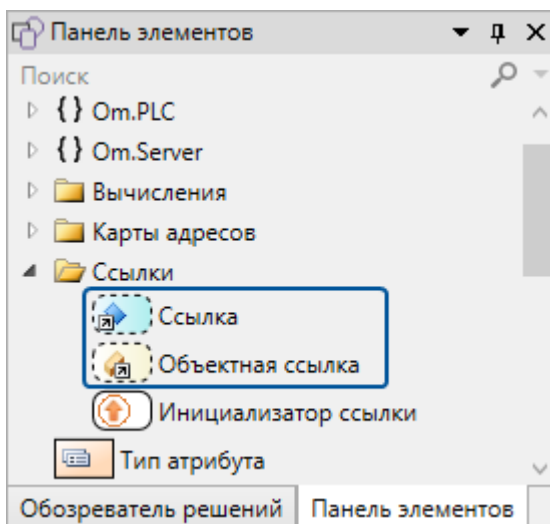 Панель элементов
Поиск
{ } Om.PLC
{ } Om.Server
Вычисления
Карты адресов
Ссылки
Ссылка
Объектная ссылка
Инициализатор ссылки
Тип атрибута
Обозреватель решений Панель элементов